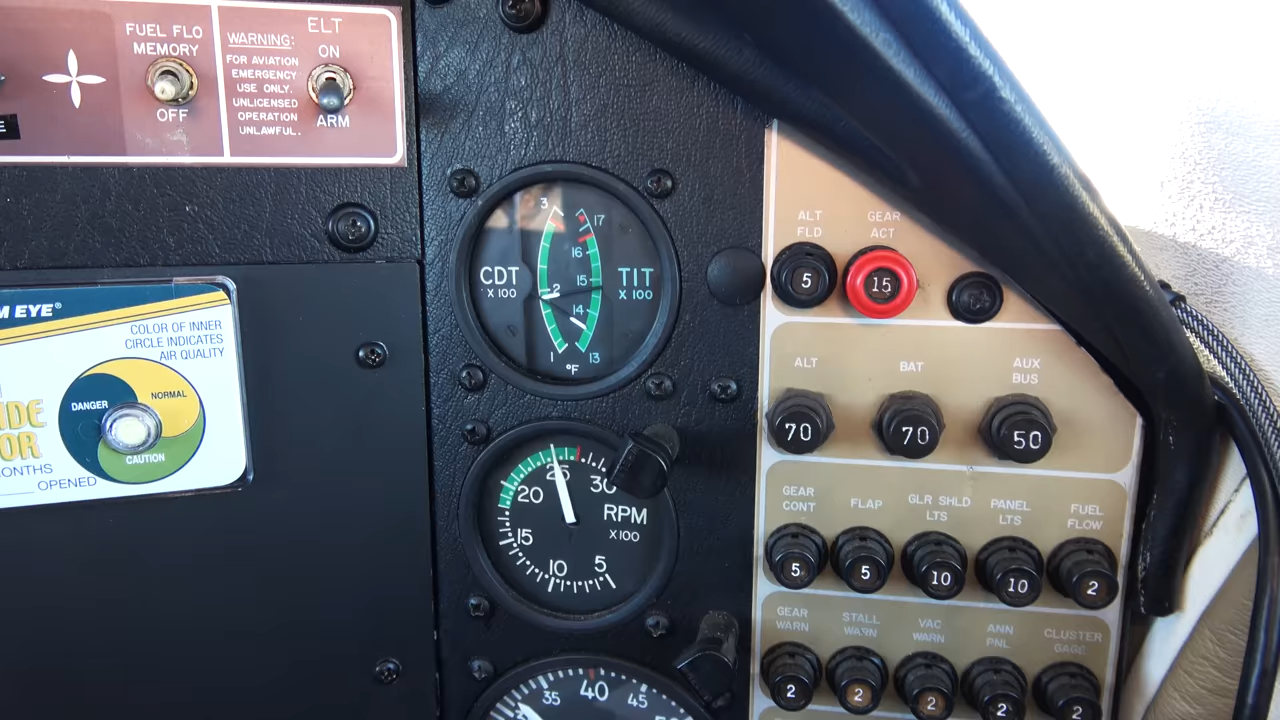 FUEL FLO
MEMORY
OFF
WARNING:
FOR AVIATION
EMERGENCY
USE ONLY.
UNLICENSED
OPERATION
UNLAWFUL.
ELT
ON
ARM
E
M EYE®
COLOR OF INNER
CIRCLE INDICATES
AIR QUALITY
DANGER
NORMAL
CAUTION
IDE
OR
ONTHS
OPENED
3
17
16
CDT
X 100
2
15
TIT
X 100
14
1
13
°F
25
20
30
RPM
X100
15
10
5
35
40
45
ALT
FLD
GEAR
ACT
5
15
ALT
BAT
AUX
BUS
70
70
50
GEAR
CONT
FLAP
GLR SHLD
LTS
PANEL
LTS
FUEL
FLOW
5
5
10
10
2
GEAR
WARN
STALL
WARN
VAC
WARN
ANN
PNL
CLUSTER
GAGE
2
2
2
2
2